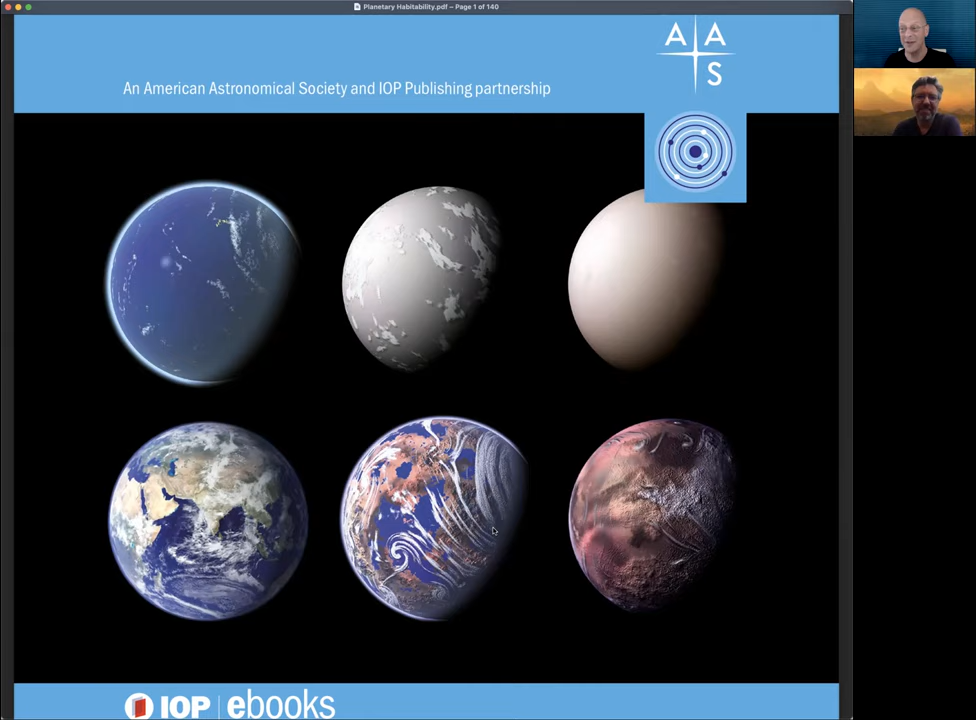 Planetary Habitability.pdf – Page 1 of 140
A A
S
An American Astronomical Society and IOP Publishing partnership
IOP | ebooks